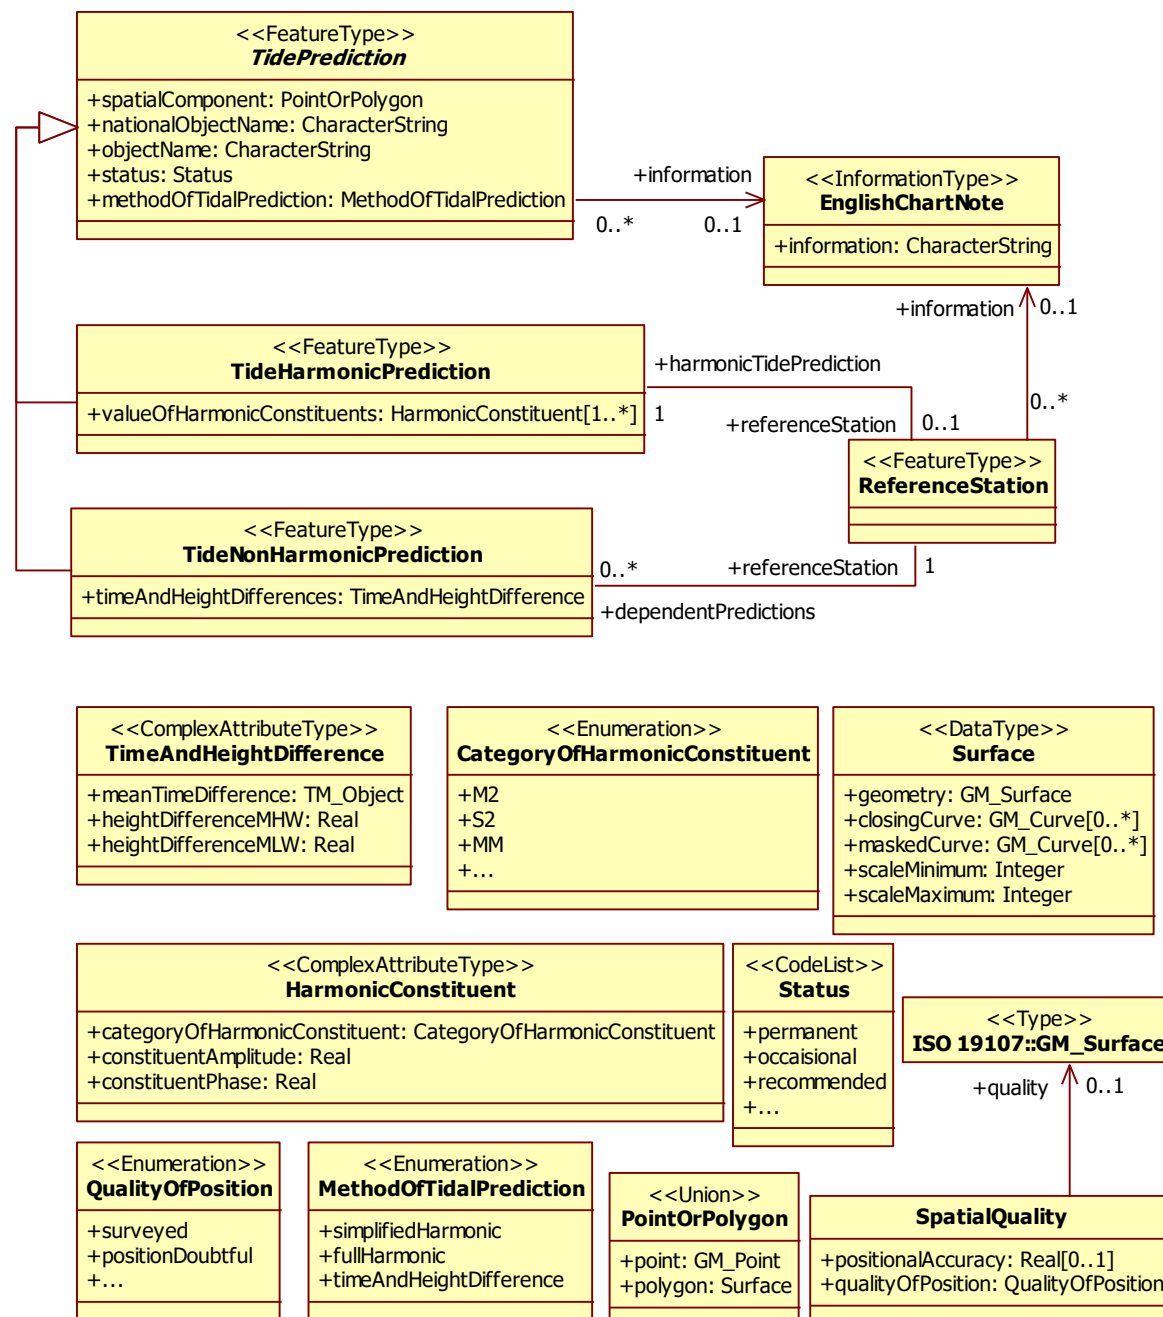 <<FeatureType>>
TidePrediction
+spatialComponent: PointOrPolygon
+nationalObjectName: CharacterString
+objectName: CharacterString
+status: Status
+methodOfTidalPrediction: MethodOfTidalPrediction
+information
0..*
0..1
<<InformationType>>
EnglishChartNote
+information: CharacterString
+information
0..1
0..*
<<FeatureType>>
TideHarmonicPrediction
+valueOfHarmonicConstituents: HarmonicConstituent[1..*]
+harmonicTidePrediction
1
+referenceStation
0..1
<<FeatureType>>
ReferenceStation
<<FeatureType>>
TideNonHarmonicPrediction
+timeAndHeightDifferences: TimeAndHeightDifference
0..*
+referenceStation
1
+dependentPredictions
<<ComplexAttributeType>>
TimeAndHeightDifference
+meanTimeDifference: TM_Object
+heightDifferenceMHW: Real
+heightDifferenceMLW: Real
<<Enumeration>>
CategoryOfHarmonicConstituent
+M2
+S2
+MM
+...
<<DataType>>
Surface
+geometry: GM_Surface
+closingCurve: GM_Curve[0..*]
+maskedCurve: GM_Curve[0..*]
+scaleMinimum: Integer
+scaleMaximum: Integer
<<ComplexAttributeType>>
HarmonicConstituent
+categoryOfHarmonicConstituent: CategoryOfHarmonicConstituent
+constituentAmplitude: Real
+constituentPhase: Real
<<CodeList>>
Status
+permanent
+occaisional
+recommended
+...
<<Type>>
ISO 19107::GM_Surface
+quality
0..1
<<Enumeration>>
QualityOfPosition
+surveyed
+positionDoubtful
+...
<<Enumeration>>
MethodOfTidalPrediction
+simplifiedHarmonic
+fullHarmonic
+timeAndHeightDifference
<<Union>>
PointOrPolygon
+point: GM_Point
+polygon: Surface
SpatialQuality
+positionalAccuracy: Real[0..1]
+qualityOfPosition: QualityOfPosition